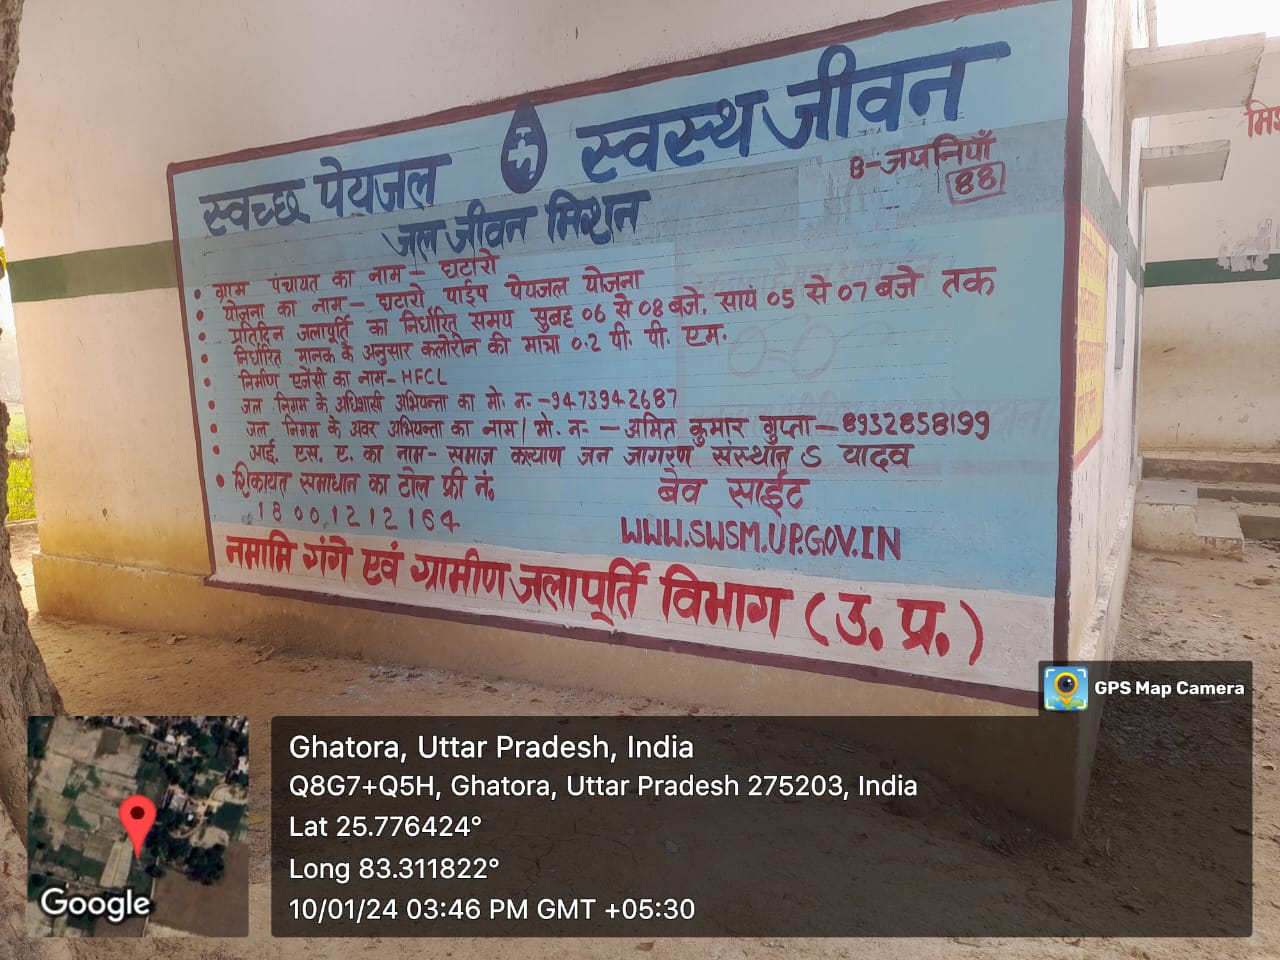 स्वच्छ पेयजल स्वस्थ जीवन
जल जीवन मिशन
B-जपनियाँ
88
ग्राम पंचायत का नाम - घटारो
योजना का नाम - घटारो पाईप पेयजल योजना
प्रतिदिन जलापूर्ति का निर्धारित समय सुबह 06 से 08 बजे. सायं 05 से 07 बजे तक
निर्धारित मानक के अनुसार कलोरीन की मात्रा 0.2 पी. पी. एम.
निर्माण एजेंसी का नाम - HFCL
जल निगम के अधिशासी अभियन्ता का मो. न. - 9473942687
जल निगम के अवर अभियन्ता का नाम / मो. न. - अमित कुमार गुप्ता - 8932858199
आई. एस. ए. का नाम - समाज कल्याण जन जागरण संस्थान S यादव
शिकायत समाधान का टोल फ्री नं.
18001212164
बेव साईट
WWW.SWSM.UP.GOV.IN
नमामि गंगे एवं ग्रामीण जलापूर्ति विभाग (उ. प्र.)
GPS Map Camera
Ghatora, Uttar Pradesh, India
Q8G7+Q5H, Ghatora, Uttar Pradesh 275203, India
Lat 25.776424°
Long 83.311822°
10/01/24 03:46 PM GMT +05:30
Google